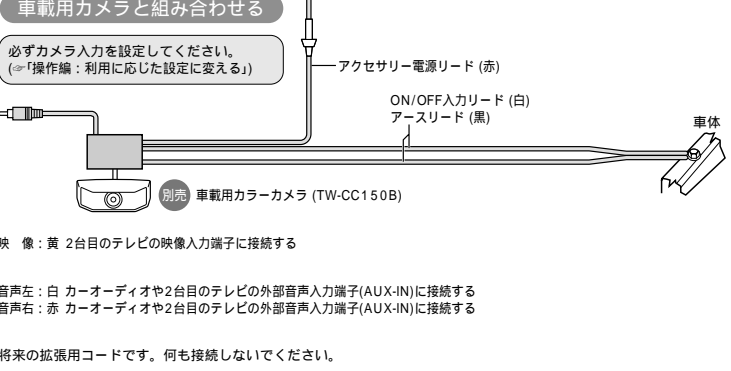 車載用カメラと組み合わせる
必ずカメラ入力を設定してください。
(☞「操作編：利用に応じた設定に変える」)
アクセサリー電源リード (赤)
ON/OFF入力リード (白)
アースリード (黒)
車体
別売 車載用カラーカメラ (TW-CC150B)
映　像：黄 2台目のテレビの映像入力端子に接続する
音声左：白 カーオーディオや2台目のテレビの外部音声入力端子(AUX-IN)に接続する
音声右：赤 カーオーディオや2台目のテレビの外部音声入力端子(AUX-IN)に接続する
将来の拡張用コードです。何も接続しないでください。